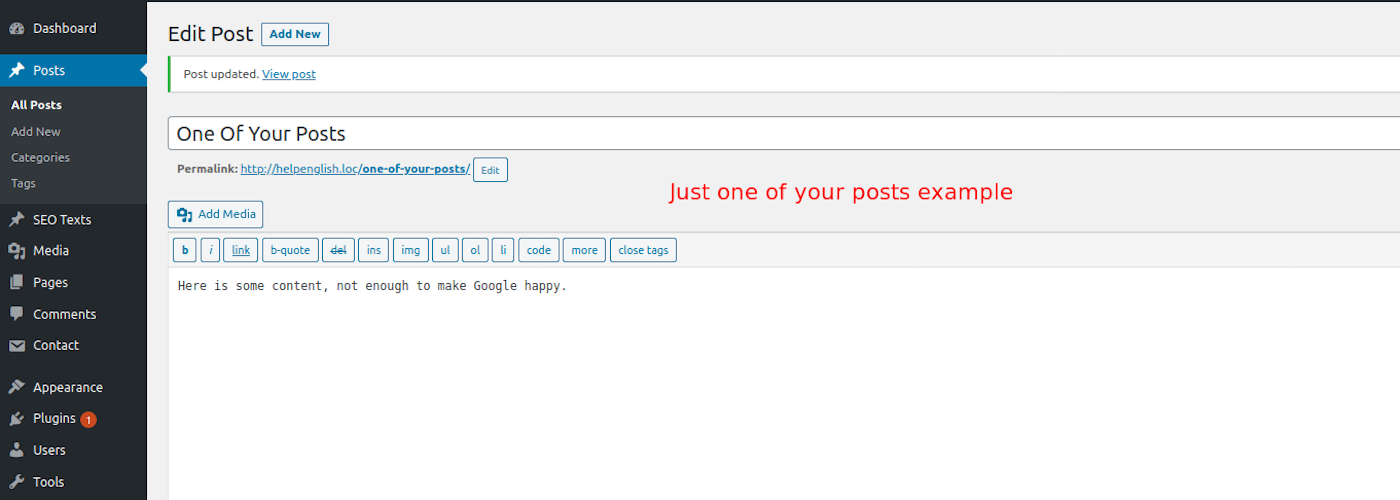 Dashboard
Posts
All Posts
Add New
Categories
Tags
SEO Texts
Media
Pages
Comments
Contact
Appearance
Plugins 1
Users
Tools
Edit Post Add New
Post updated. View post
One Of Your Posts
Permalink: http://helpenglish.loc/one-of-your-posts/ Edit
Just one of your posts example
Add Media
b i link b-quote del ins img ul ol li code more close tags
Here is some content, not enough to make Google happy.